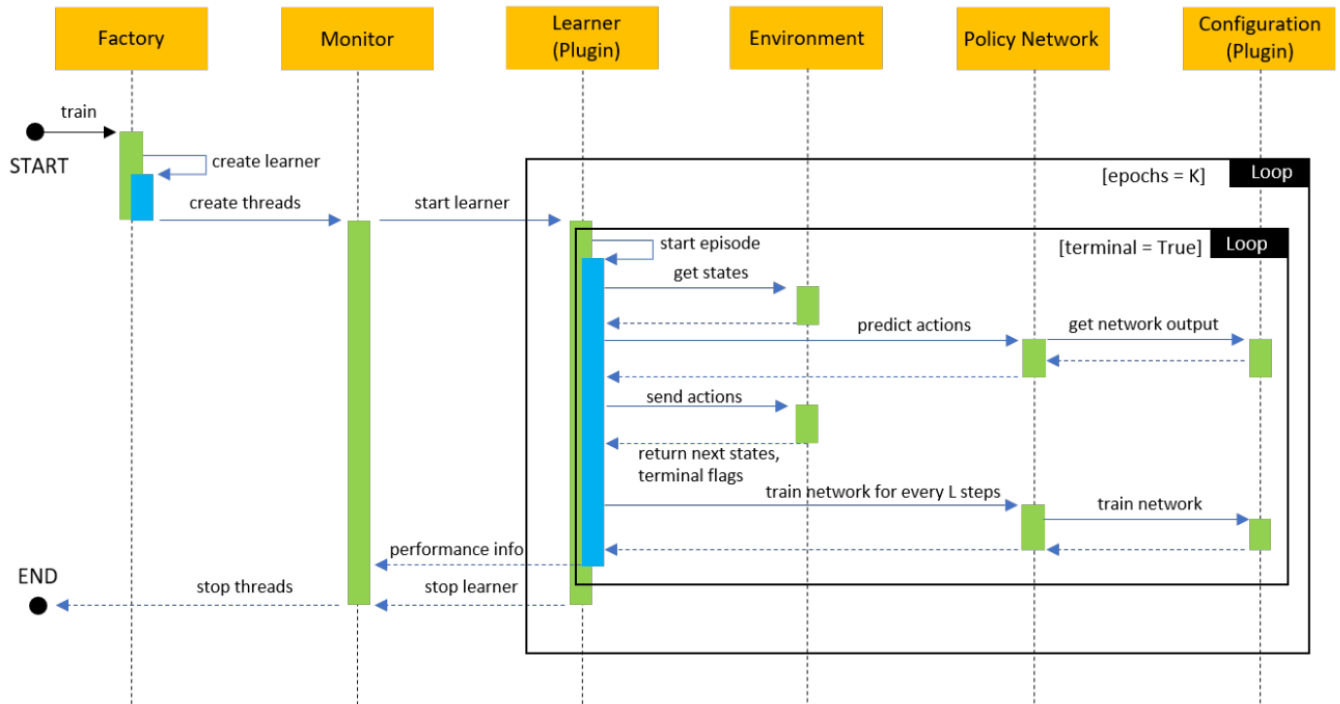 Factory
Monitor
Learner
(Plugin)
Environment
Policy Network
Configuration
(Plugin)
train
START
create learner
create threads
start learner
[epochs = K]
Loop
[terminal = True]
Loop
start episode
get states
predict actions
get network output
send actions
return next states,
terminal flags
train network for every L steps
train network
performance info
END
stop threads
stop learner